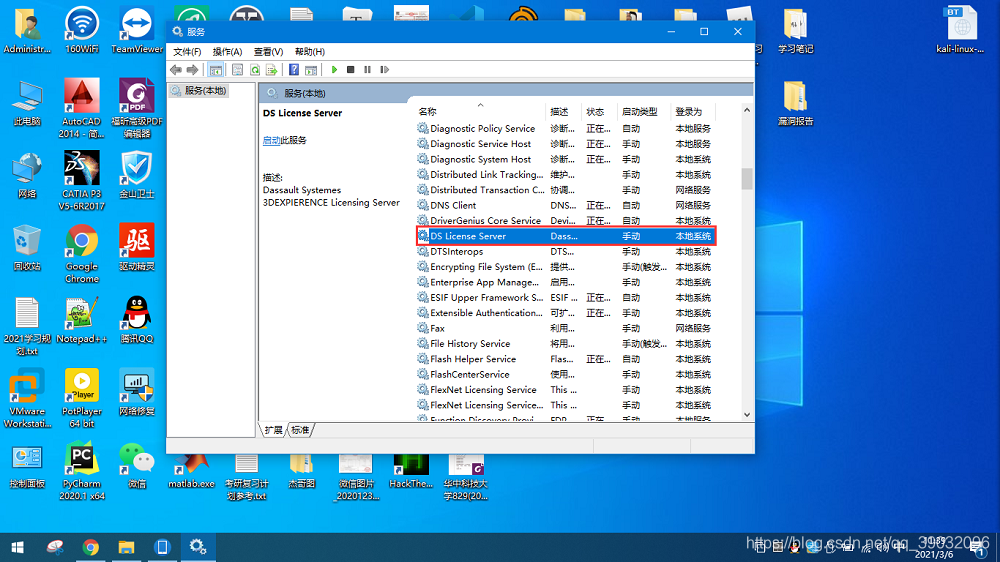 服务
文件(F) 操作(A) 查看(V) 帮助(H)
服务(本地)
服务(本地)
DS License Server
启动此服务
描述:
Dassault Systemes
3DEXPIERENCE Licensing Server
名称 描述 状态 启动类型 登录为
Diagnostic Policy Service 诊断... 正在... 自动 本地服务
Diagnostic Service Host 诊断... 正在... 手动 本地服务
Diagnostic System Host 诊断... 正在... 手动 本地系统
Distributed Link Tracking... 维护... 手动 本地系统
Distributed Transaction C... 协调... 手动 网络服务
DNS Client DNS... 正在... 自动 网络服务
DriverGenius Core Service Devi... 正在... 自动 本地系统
DS License Server Dass... 手动 本地系统
DTSInterops DTS... 手动 本地系统
Encrypting File System (E... 提供... 手动(触发... 本地系统
Enterprise App Manage... 启用... 手动 本地系统
ESIF Upper Framework S... ESIF ... 正在... 自动 本地系统
Extensible Authentication... 可扩... 正在... 手动 本地系统
Fax 利用... 手动 网络服务
File History Service 将用... 手动(触发... 本地系统
Flash Helper Service Flas... 正在... 自动 本地系统
FlashCenterService 使用... 手动 本地系统
FlexNet Licensing Service This ... 手动 本地系统
FlexNet Licensing Service... This ... 手动 本地系统
Function Discovery Provi... FDP... 正在... 手动 本地服务
扩展 标准
Administr... 160WiFi TeamViewer
此电脑
AutoCAD
2014 - 简...
福昕高级PDF
编辑器
网络
CATIA P3
V5-6R2017
金山卫士
回收站
Google
Chrome
驱动精灵
2021学习规
划.txt
Notepad++
腾讯QQ
VMware
Workstati...
PotPlayer
64 bit
网络修复
控制面板
PyCharm
2020.1 x64
微信
matlab.exe
考研复习计
划参考.txt
杰哥图
微信图片
_2020123...
HackThe...
华中科技大
学829(20...
学习笔记
漏洞报告
BT
kali-linux-...
驱
PDF
Player
PC
https://blog.csdn.net/qq_39032096
2021/3/6